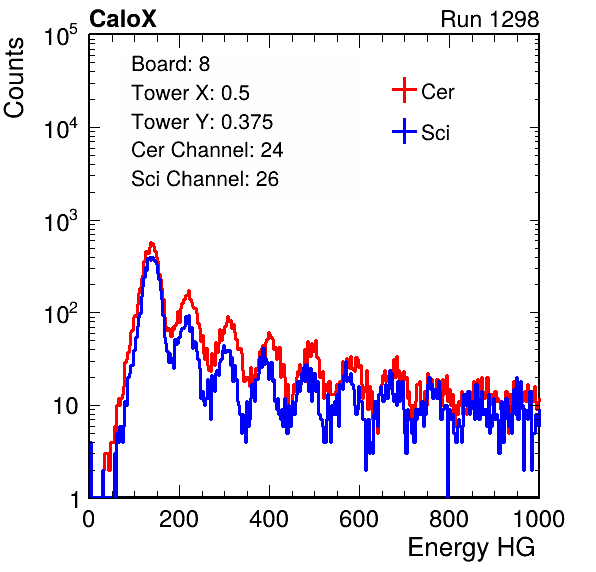 CaloX Run 1298
Counts
Board: 8
Tower X: 0.5
Tower Y: 0.375
Cer Channel: 24
Sci Channel: 26
Cer
Sci
10^5
10^4
10^3
10^2
10
1
0 200 400 600 800 1000
Energy HG